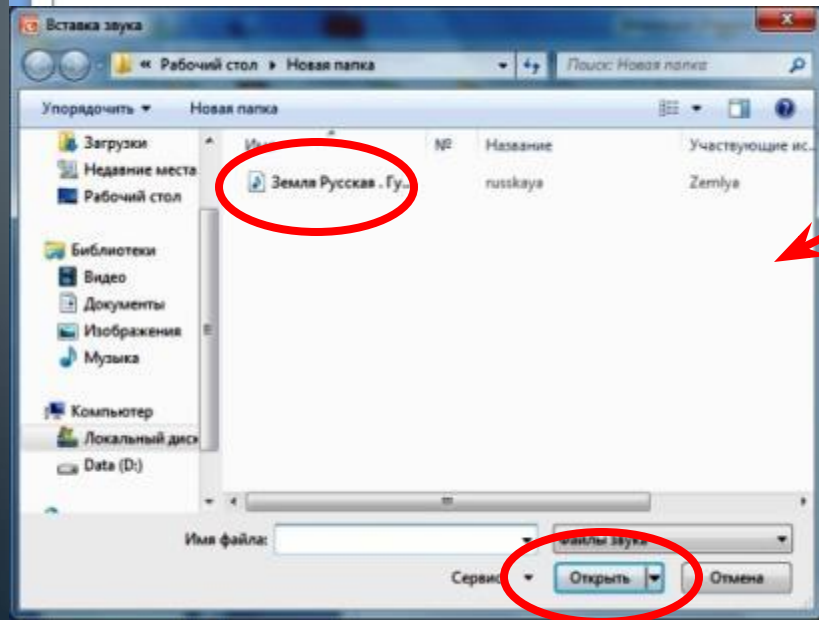 Вставка звука
« Рабочий стол ▸ Новая папка
Поиск: Новая папка
Упорядочить ▾ Новая папка
Загрузки
Недавние места
Рабочий стол
Библиотеки
Видео
Документы
Изображения
Музыка
Компьютер
Локальный диск
Data (D:)
№ Название Участвующие ис...
Земля Русская . Гу... russkaya Zemlya
Имя файла:
Файлы звука
Сервис Открыть Отмена